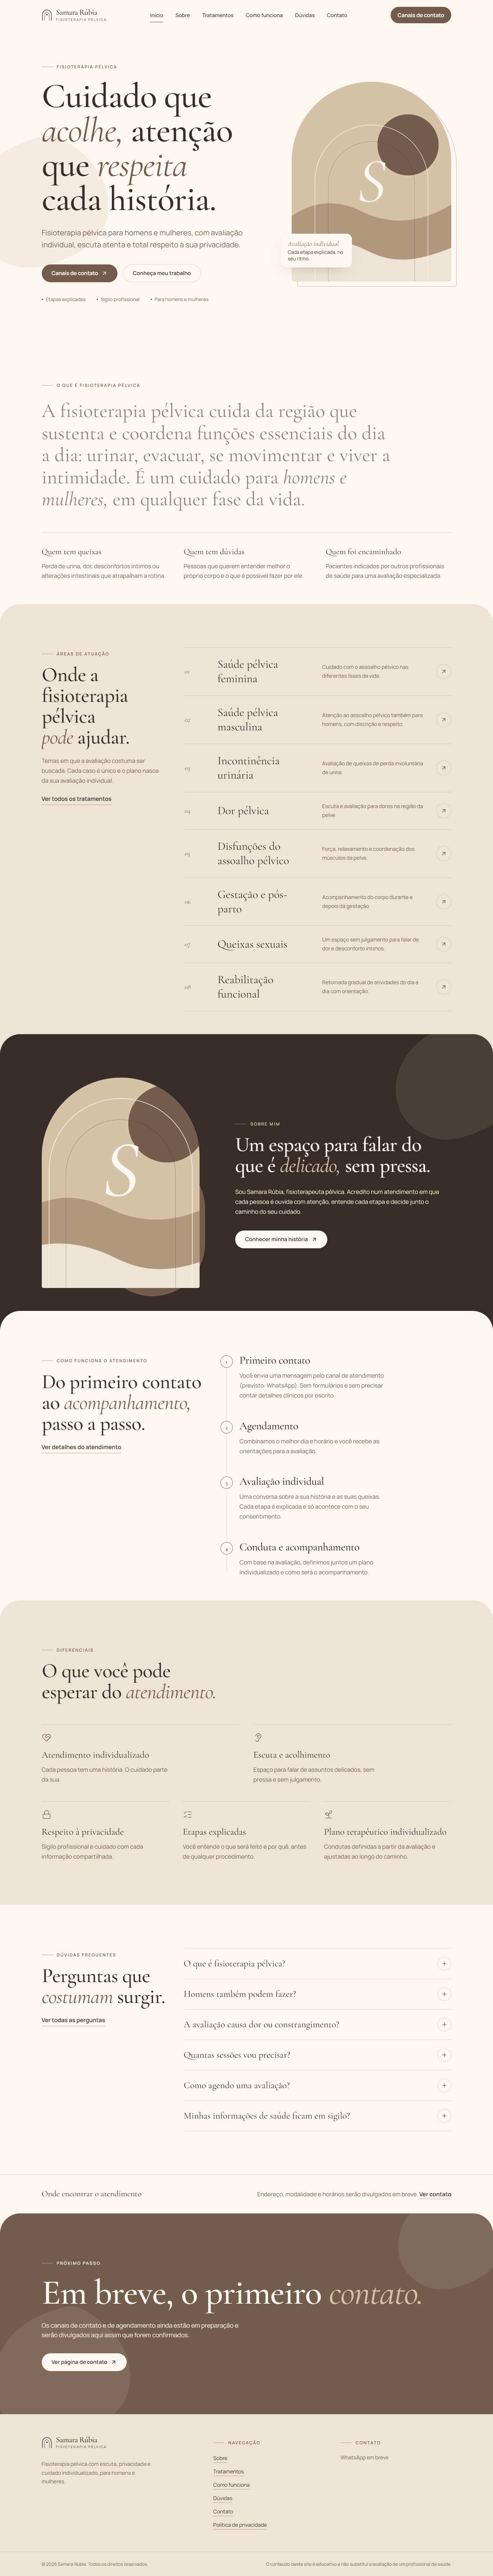 Samara Rúbia
FISIOTERAPIA PÉLVICA
Início Sobre Tratamentos Como funciona Dúvidas Contato
Canais de contato
FISIOTERAPIA PÉLVICA
Cuidado que
acolhe, atenção
que respeita
cada história.
Fisioterapia pélvica para homens e mulheres, com avaliação
individual, escuta atenta e total respeito à sua privacidade.
Canais de contato
Conheça meu trabalho
Etapas explicadas
Sigilo profissional
Para homens e mulheres
S
Avaliação individual
Cada etapa explicada, no
seu ritmo.
O QUE É FISIOTERAPIA PÉLVICA
A fisioterapia pélvica cuida da região que
sustenta e coordena funções essenciais do dia
a dia: urinar, evacuar, se movimentar e viver a
intimidade. É um cuidado para homens e
mulheres, em qualquer fase da vida.
Quem tem queixas
Perda de urina, dor, desconfortos íntimos ou
alterações intestinais que atrapalham a rotina.
Quem tem dúvidas
Pessoas que querem entender melhor o
próprio corpo e o que é possível fazer por ele.
Quem foi encaminhado
Pacientes indicados por outros profissionais
de saúde para uma avaliação especializada.
ÁREAS DE ATUAÇÃO
Onde a
fisioterapia
pélvica
pode ajudar.
Temas em que a avaliação costuma ser
buscada. Cada caso é único e o plano nasce
da sua avaliação individual.
Ver todos os tratamentos
01
Saúde pélvica
feminina
Cuidado com o assoalho pélvico nas
diferentes fases da vida.
02
Saúde pélvica
masculina
Atenção ao assoalho pélvico também para
homens, com discrição e respeito.
03
Incontinência
urinária
Avaliação de queixas de perda involuntária
de urina.
04
Dor pélvica
Escuta e avaliação para dores na região da
pelve.
05
Disfunções do
assoalho pélvico
Força, relaxamento e coordenação dos
músculos da pelve.
06
Gestação e pós-
parto
Acompanhamento do corpo durante e
depois da gestação.
07
Queixas sexuais
Um espaço sem julgamento para falar de
dor e desconforto íntimos.
08
Reabilitação
funcional
Retomada gradual de atividades do dia a
dia com orientação.
S
SOBRE MIM
Um espaço para falar do
que é delicado, sem pressa.
Sou Samara Rúbia, fisioterapeuta pélvica. Acredito num atendimento em que
cada pessoa é ouvida com atenção, entende cada etapa e decide junto o
caminho do seu cuidado.
Conhecer minha história
COMO FUNCIONA O ATENDIMENTO
Do primeiro contato
ao acompanhamento,
passo a passo.
Ver detalhes do atendimento
1
Primeiro contato
Você envia uma mensagem pelo canal de atendimento
(previsto: WhatsApp). Sem formulários e sem precisar
contar detalhes clínicos por escrito.
2
Agendamento
Combinamos o melhor dia e horário e você recebe as
orientações para a avaliação.
3
Avaliação individual
Uma conversa sobre a sua história e as suas queixas.
Cada etapa é explicada e só acontece com o seu
consentimento.
4
Conduta e acompanhamento
Com base na avaliação, definimos juntos um plano
individualizado e como será o acompanhamento.
DIFERENCIAIS
O que você pode
esperar do atendimento.
Atendimento individualizado
Cada pessoa tem uma história. O cuidado parte
da sua.
Escuta e acolhimento
Espaço para falar de assuntos delicados, sem
pressa e sem julgamento.
Respeito à privacidade
Sigilo profissional e cuidado com cada
informação compartilhada.
Etapas explicadas
Você entende o que será feito e por quê, antes
de qualquer procedimento.
Plano terapêutico individualizado
Condutas definidas a partir da avaliação e
ajustadas ao longo do caminho.
DÚVIDAS FREQUENTES
Perguntas que
costumam surgir.
Ver todas as perguntas
O que é fisioterapia pélvica?
Homens também podem fazer?
A avaliação causa dor ou constrangimento?
Quantas sessões vou precisar?
Como agendo uma avaliação?
Minhas informações de saúde ficam em sigilo?
Onde encontrar o atendimento
Endereço, modalidade e horários serão divulgados em breve. Ver contato
PRÓXIMO PASSO
Em breve, o primeiro contato.
Os canais de contato e de agendamento ainda estão em preparação e
serão divulgados aqui assim que forem confirmados.
Ver página de contato
Samara Rúbia
FISIOTERAPIA PÉLVICA
Fisioterapia pélvica com escuta, privacidade e
cuidado individualizado, para homens e
mulheres.
NAVEGAÇÃO
Sobre
Tratamentos
Como funciona
Dúvidas
Contato
Política de privacidade
CONTATO
WhatsApp em breve
© 2025 Samara Rúbia. Todos os direitos reservados.
O conteúdo deste site é educativo e não substitui a avaliação de um profissional de saúde.